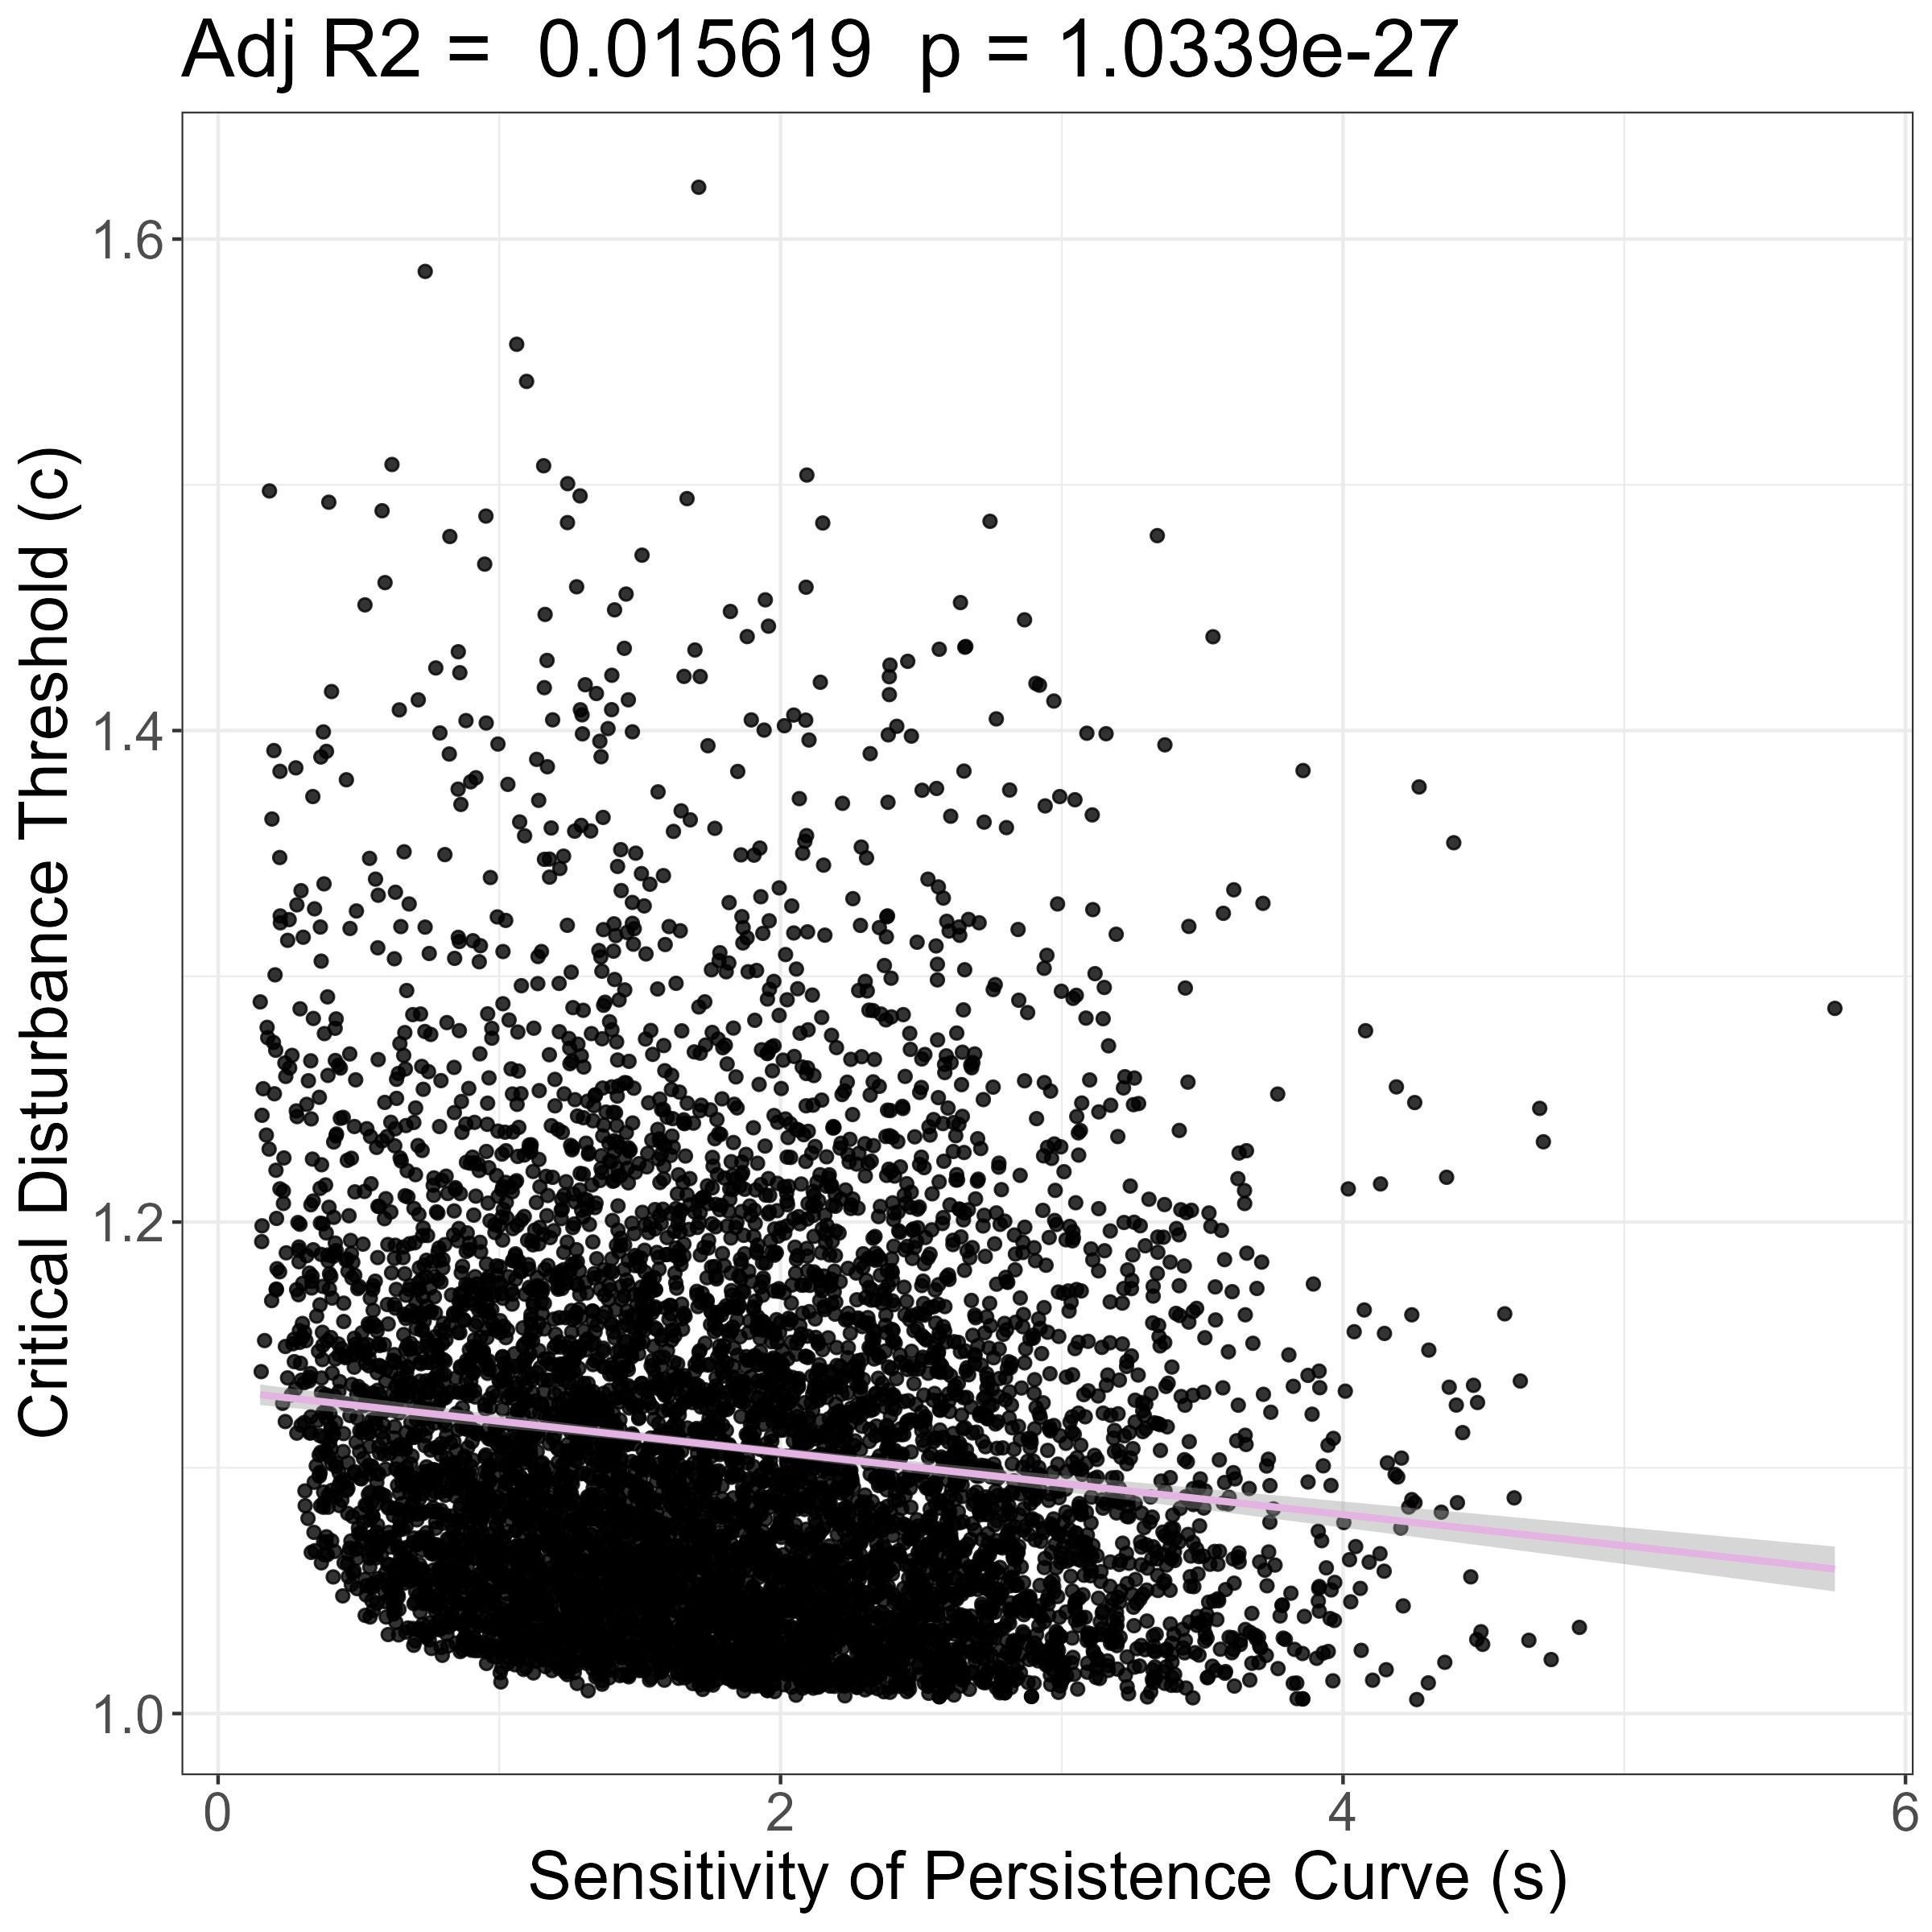 Adj R2 =  0.015619  p = 1.0339e-27
1.6
1.4
1.2
1.0
Critical Disturbance Threshold (c)
0 2 4 6
Sensitivity of Persistence Curve (s)